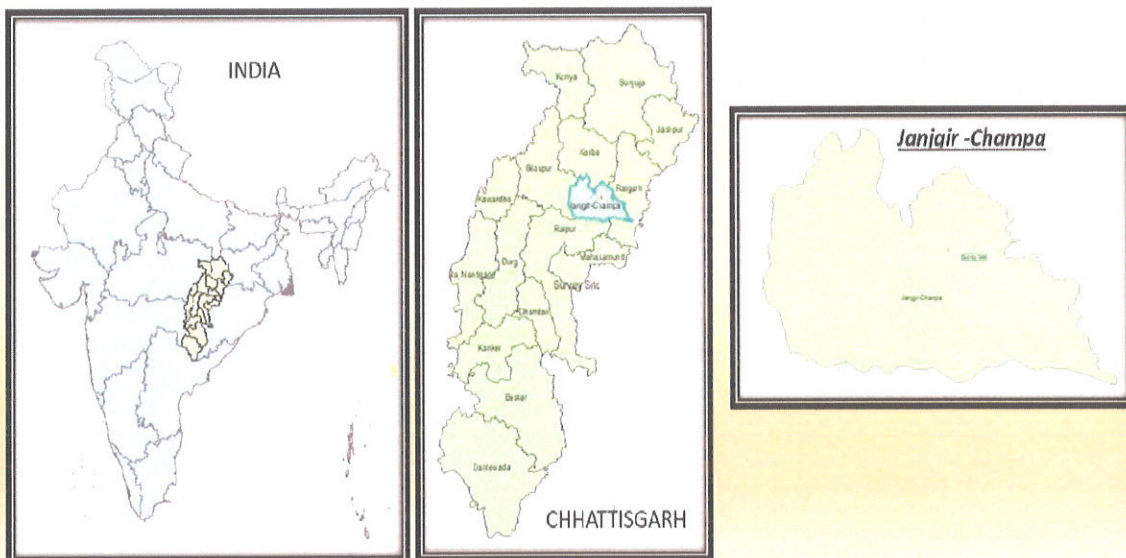 INDIA
Koriya
Surguja
Jashpur
Korba
Bilaspur
Raigarh
Kawardha
Janjgir-Champa
Raipur
Durg
Mahasamund
Survey Site
Dhamtari
Kanker
Bastar
Dantewada
CHHATTISGARH
Janjgir -Champa
Janjgir-Champa